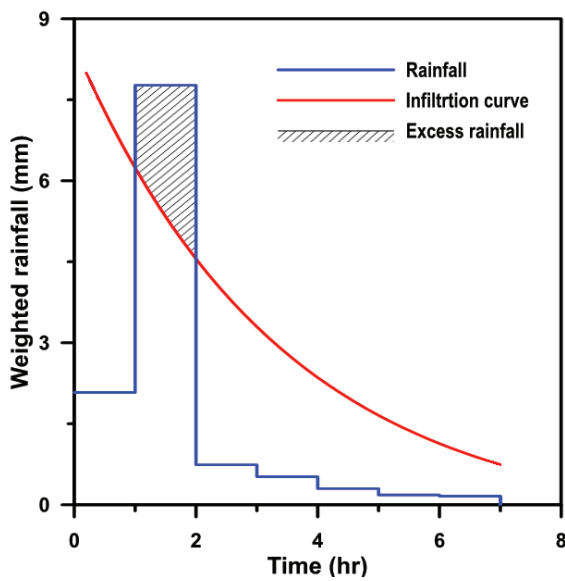 9
6
3
0
Weighted rainfall (mm)
Rainfall
Infiltrtion curve
Excess rainfall
0 2 4 6 8
Time (hr)